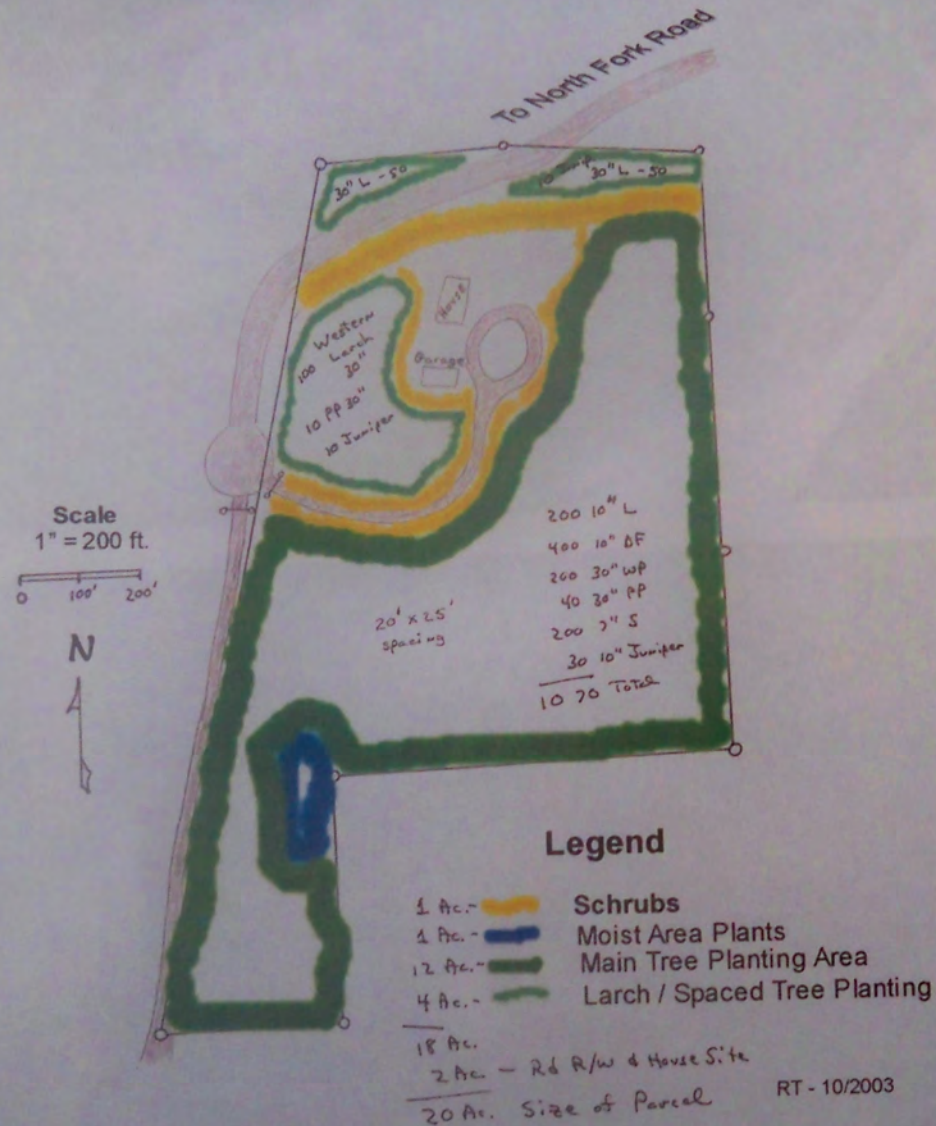 To North Fork Road
30" L - 50
30" L - 50
House
Western
Larch
100 30"
10 PP 30"
10 Juniper
Garage
Scale
1" = 200 ft.
0 100' 200'
N
200 10" L
400 10" DF
200 30" WP
40 30" PP
200 7" S
30 10" Juniper
1070 Total
20' x 25'
spacing
Legend
1 Ac.- Schrubs
1 Ac. - Moist Area Plants
12 Ac.- Main Tree Planting Area
4 Ac. - Larch / Spaced Tree Planting
18 Ac.
2 Ac. - Rd R/W & House Site
20 Ac. Size of Parcel
RT - 10/2003